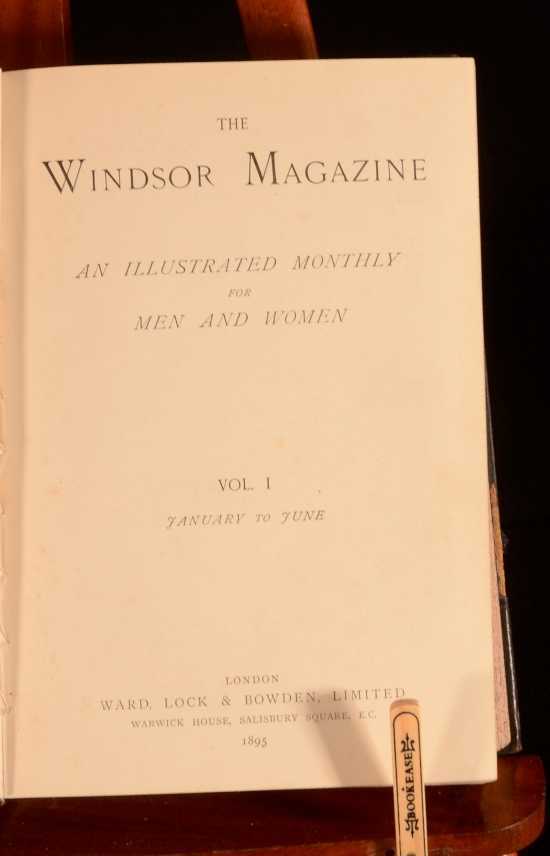 THE
WINDSOR MAGAZINE
AN ILLUSTRATED MONTHLY
FOR
MEN AND WOMEN
VOL. I
JANUARY TO JUNE
LONDON
WARD, LOCK & BOWDEN, LIMITED
WARWICK HOUSE, SALISBURY SQUARE, E.C.
1895
BOOKEASE